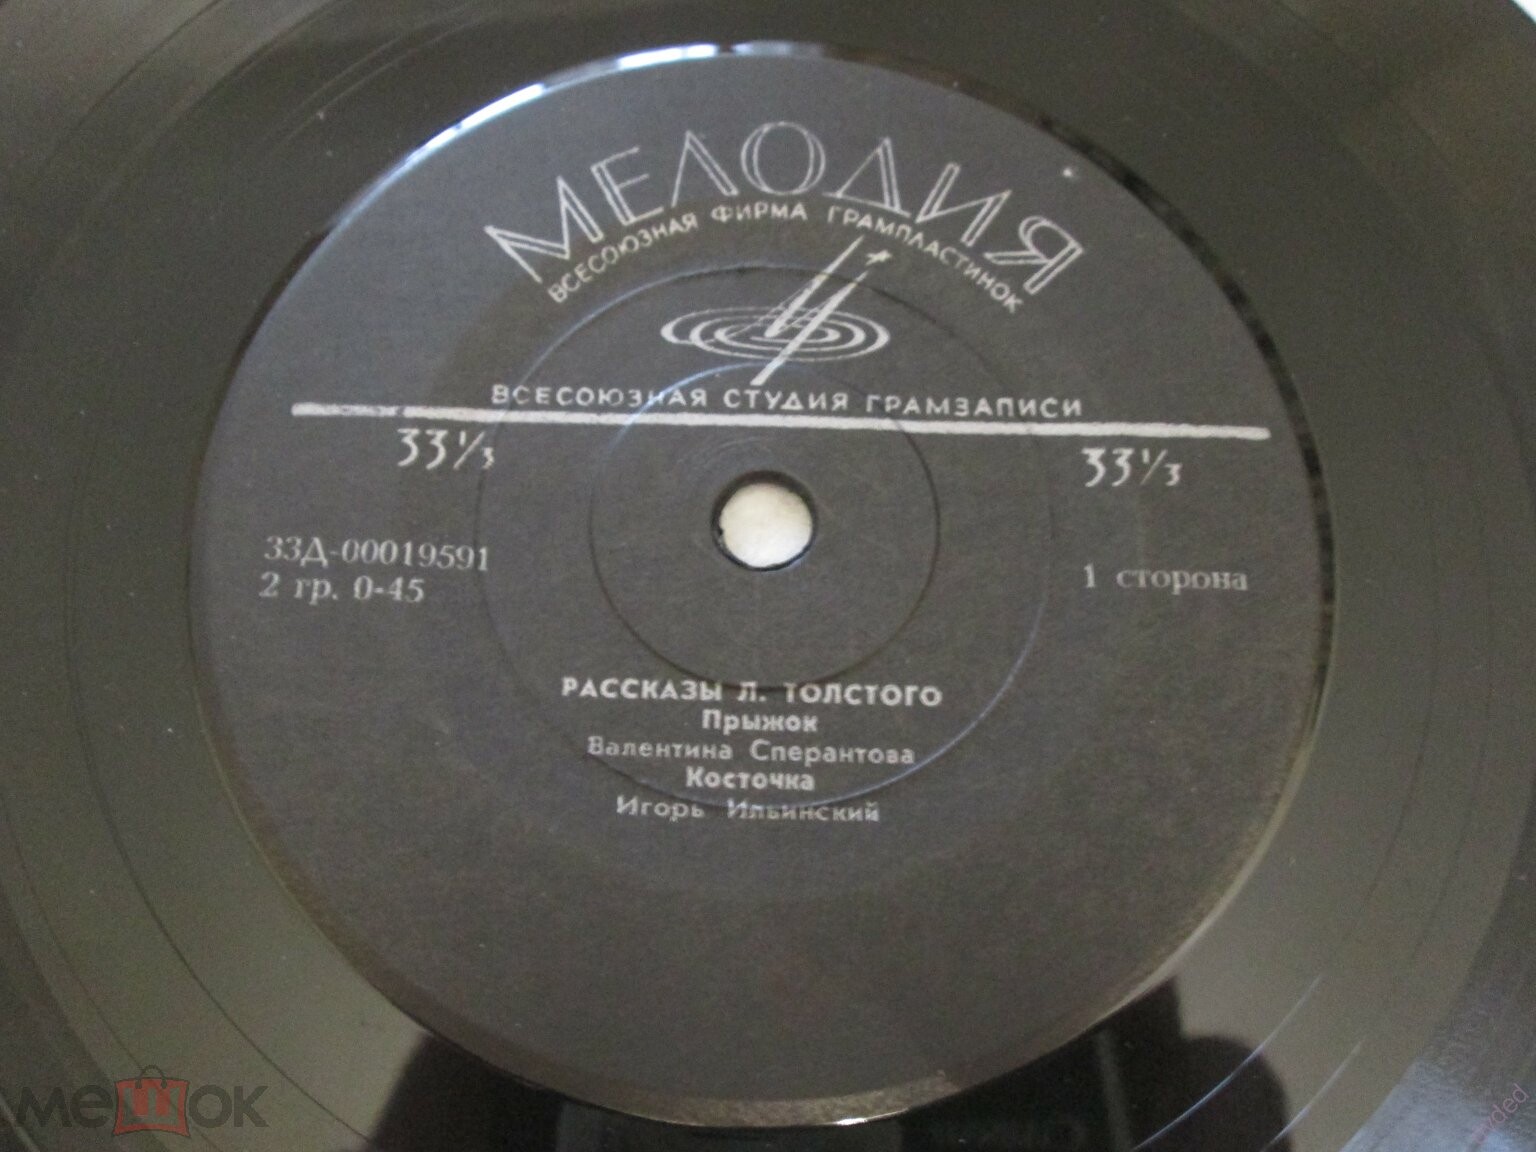 МЕЛОДИЯ
ВСЕСОЮЗНАЯ ФИРМА ГРАМПЛАСТИНОК
ВСЕСОЮЗНАЯ СТУДИЯ ГРАМЗАПИСИ
33⅓ 33⅓
33Д-00019591
2 гр. 0-45
1 сторона
РАССКАЗЫ Л. ТОЛСТОГО
Прыжок
Валентина Сперантова
Косточка
Игорь Ильинский
мешок